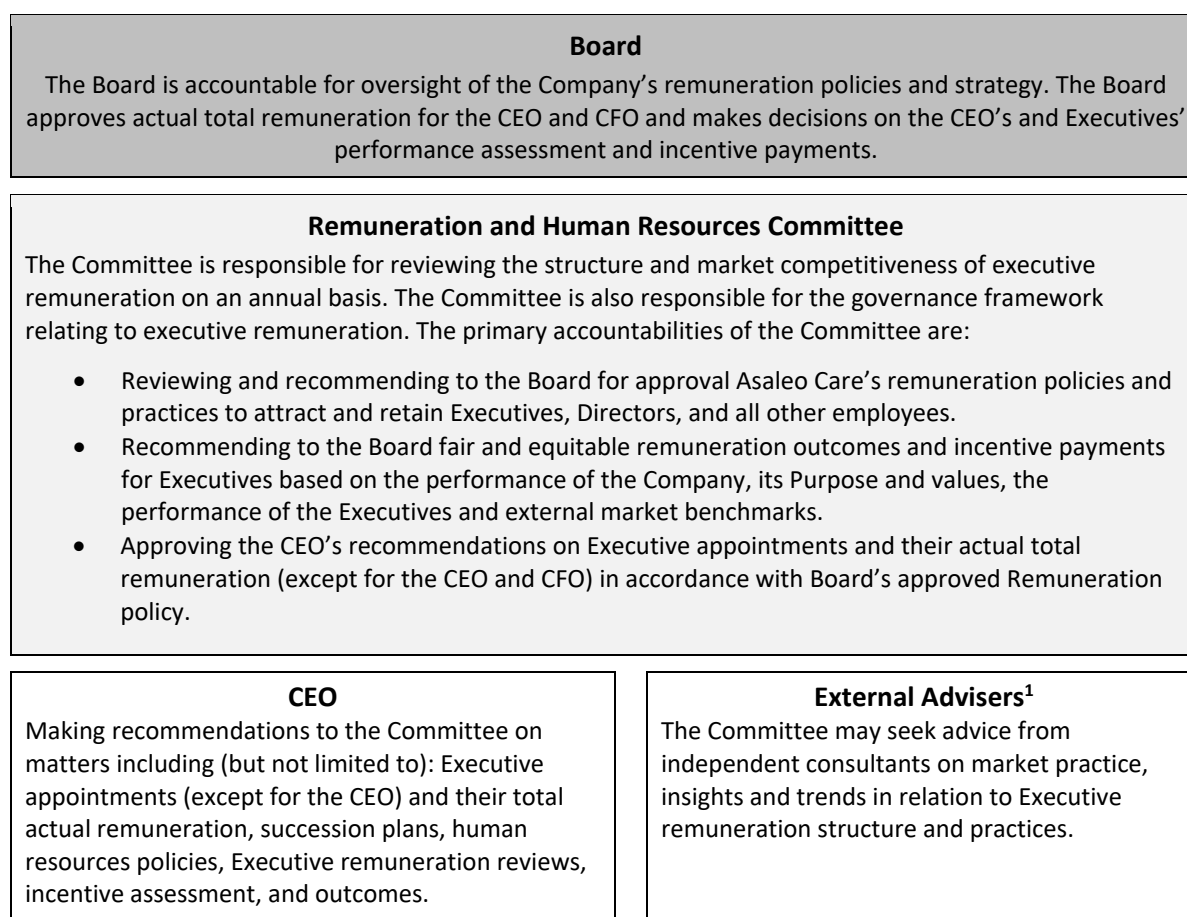 Board
The Board is accountable for oversight of the Company’s remuneration policies and strategy. The Board
approves actual total remuneration for the CEO and CFO and makes decisions on the CEO’s and Executives’
performance assessment and incentive payments.
Remuneration and Human Resources Committee
The Committee is responsible for reviewing the structure and market competitiveness of executive
remuneration on an annual basis. The Committee is also responsible for the governance framework
relating to executive remuneration. The primary accountabilities of the Committee are:
• Reviewing and recommending to the Board for approval Asaleo Care’s remuneration policies and
practices to attract and retain Executives, Directors, and all other employees.
• Recommending to the Board fair and equitable remuneration outcomes and incentive payments
for Executives based on the performance of the Company, its Purpose and values, the
performance of the Executives and external market benchmarks.
• Approving the CEO’s recommendations on Executive appointments and their actual total
remuneration (except for the CEO and CFO) in accordance with Board’s approved Remuneration
policy.
CEO
Making recommendations to the Committee on
matters including (but not limited to): Executive
appointments (except for the CEO) and their total
actual remuneration, succession plans, human
resources policies, Executive remuneration reviews,
incentive assessment, and outcomes.
External Advisers¹
The Committee may seek advice from
independent consultants on market practice,
insights and trends in relation to Executive
remuneration structure and practices.